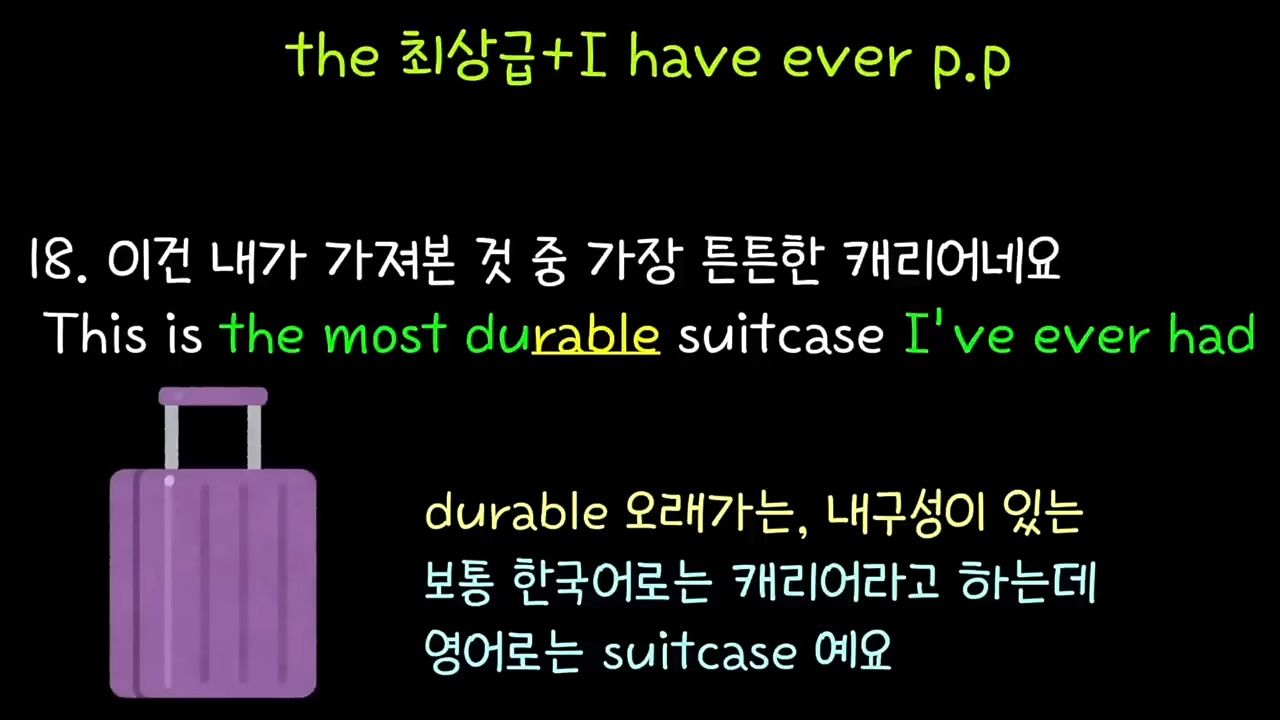 the 최상급+I have ever p.p
18. 이건 내가 가져본 것 중 가장 튼튼한 캐리어네요
This is the most durable suitcase I've ever had
durable 오래가는, 내구성이 있는
보통 한국어로는 캐리어라고 하는데
영어로는 suitcase 예요